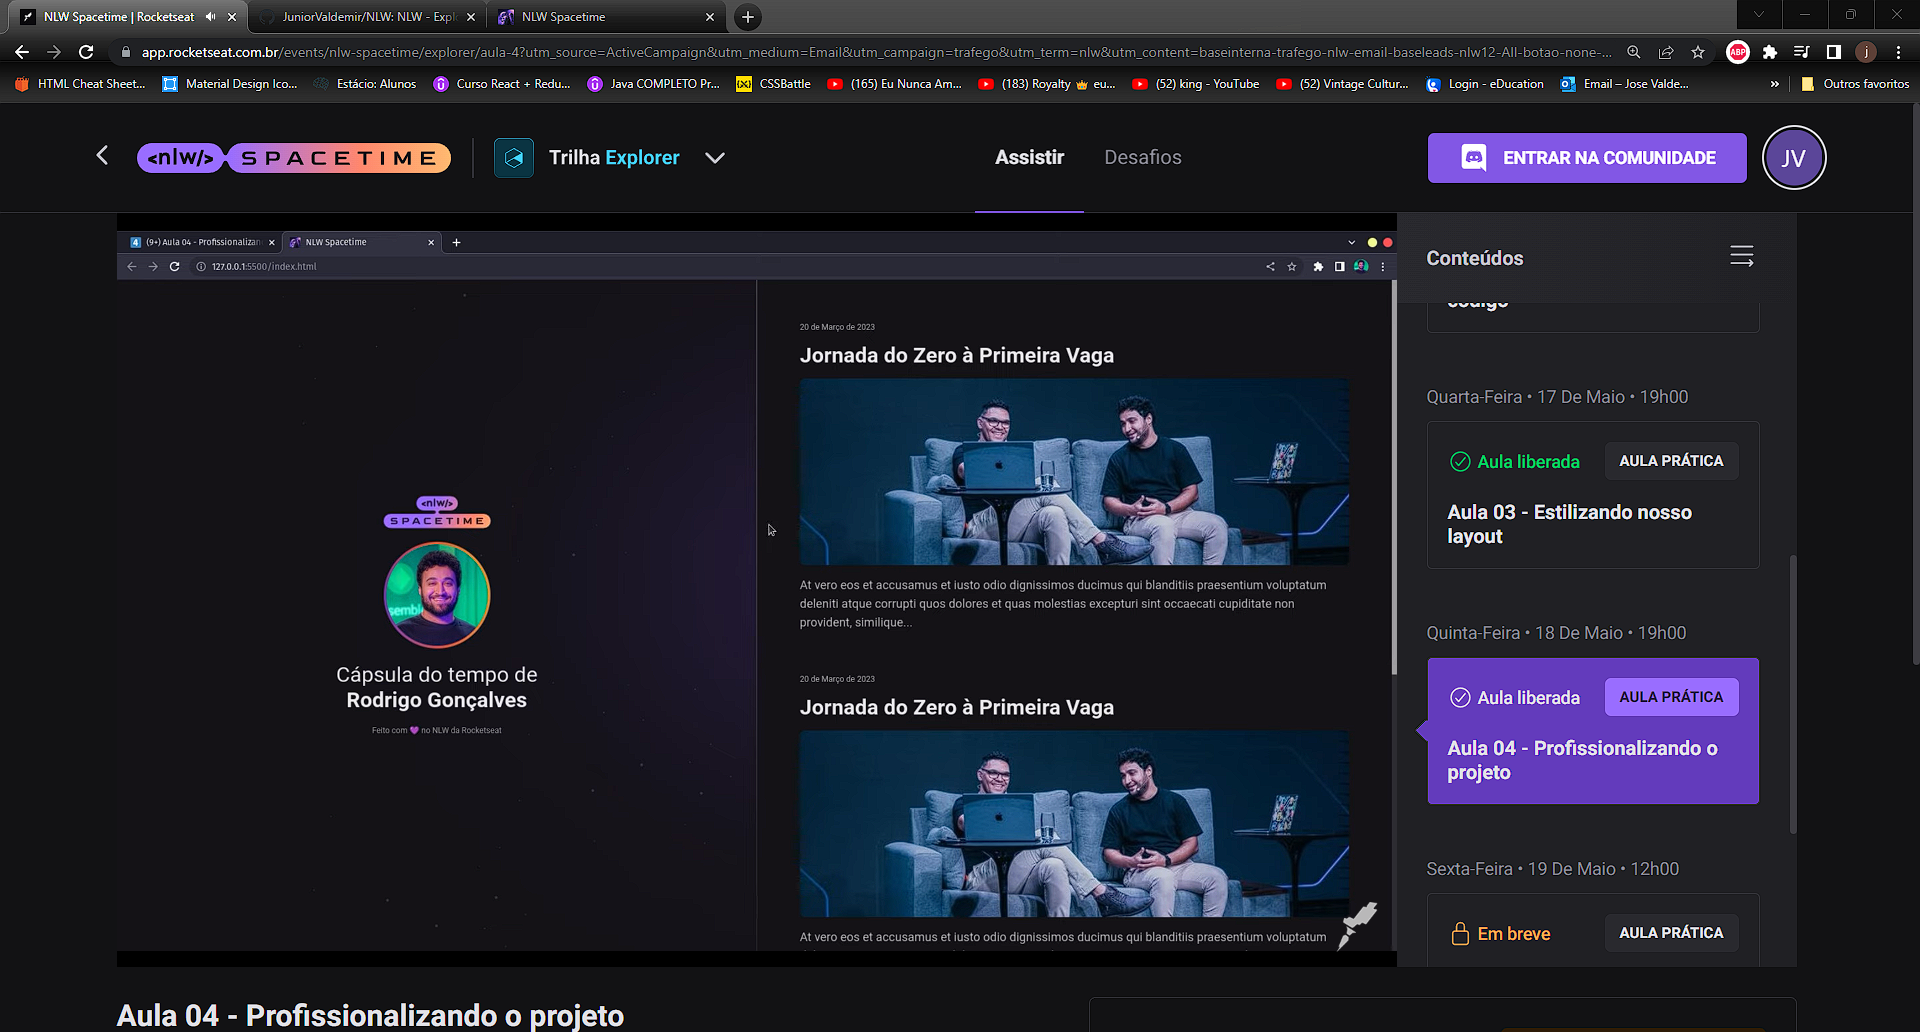 NLW Spacetime | Rocketseat
JuniorValdemir/NLW: NLW - Explo
NLW Spacetime
app.rocketseat.com.br/events/nlw-spacetime/explorer/aula-4?utm_source=ActiveCampaign&utm_medium=Email&utm_campaign=trafego&utm_term=nlw&utm_content=baseinterna-trafego-nlw-email-baseleads-nlw12-All-botao-none-...
ABP
j
HTML Cheat Sheet...
Material Design Ico...
Estácio: Alunos
Curso React + Redu...
Java COMPLETO Pr...
CSSBattle
(165) Eu Nunca Am...
(183) Royalty 👑 eu...
(52) king - YouTube
(52) Vintage Cultur...
Login - eDucation
Email – Jose Valde...
»
Outros favoritos
<nlw/> SPACETIME
Trilha Explorer
Assistir
Desafios
ENTRAR NA COMUNIDADE
JV
4 (9+) Aula 04 - Profissionalizan
NLW Spacetime
127.0.0.1:5500/index.html
<nlw/>
SPACETIME
sembl
Cápsula do tempo de
Rodrigo Gonçalves
Feito com 💜 no NLW da Rocketseat
20 de Março de 2023
Jornada do Zero à Primeira Vaga
At vero eos et accusamus et iusto odio dignissimos ducimus qui blanditiis praesentium voluptatum
deleniti atque corrupti quos dolores et quas molestias excepturi sint occaecati cupiditate non
provident, similique...
20 de Março de 2023
Jornada do Zero à Primeira Vaga
At vero eos et accusamus et iusto odio dignissimos ducimus qui blanditiis praesentium voluptatum
Conteúdos
código
Quarta-Feira • 17 De Maio • 19h00
Aula liberada
AULA PRÁTICA
Aula 03 - Estilizando nosso
layout
Quinta-Feira • 18 De Maio • 19h00
Aula liberada
AULA PRÁTICA
Aula 04 - Profissionalizando o
projeto
Sexta-Feira • 19 De Maio • 12h00
Em breve
AULA PRÁTICA
Aula 04 - Profissionalizando o projeto